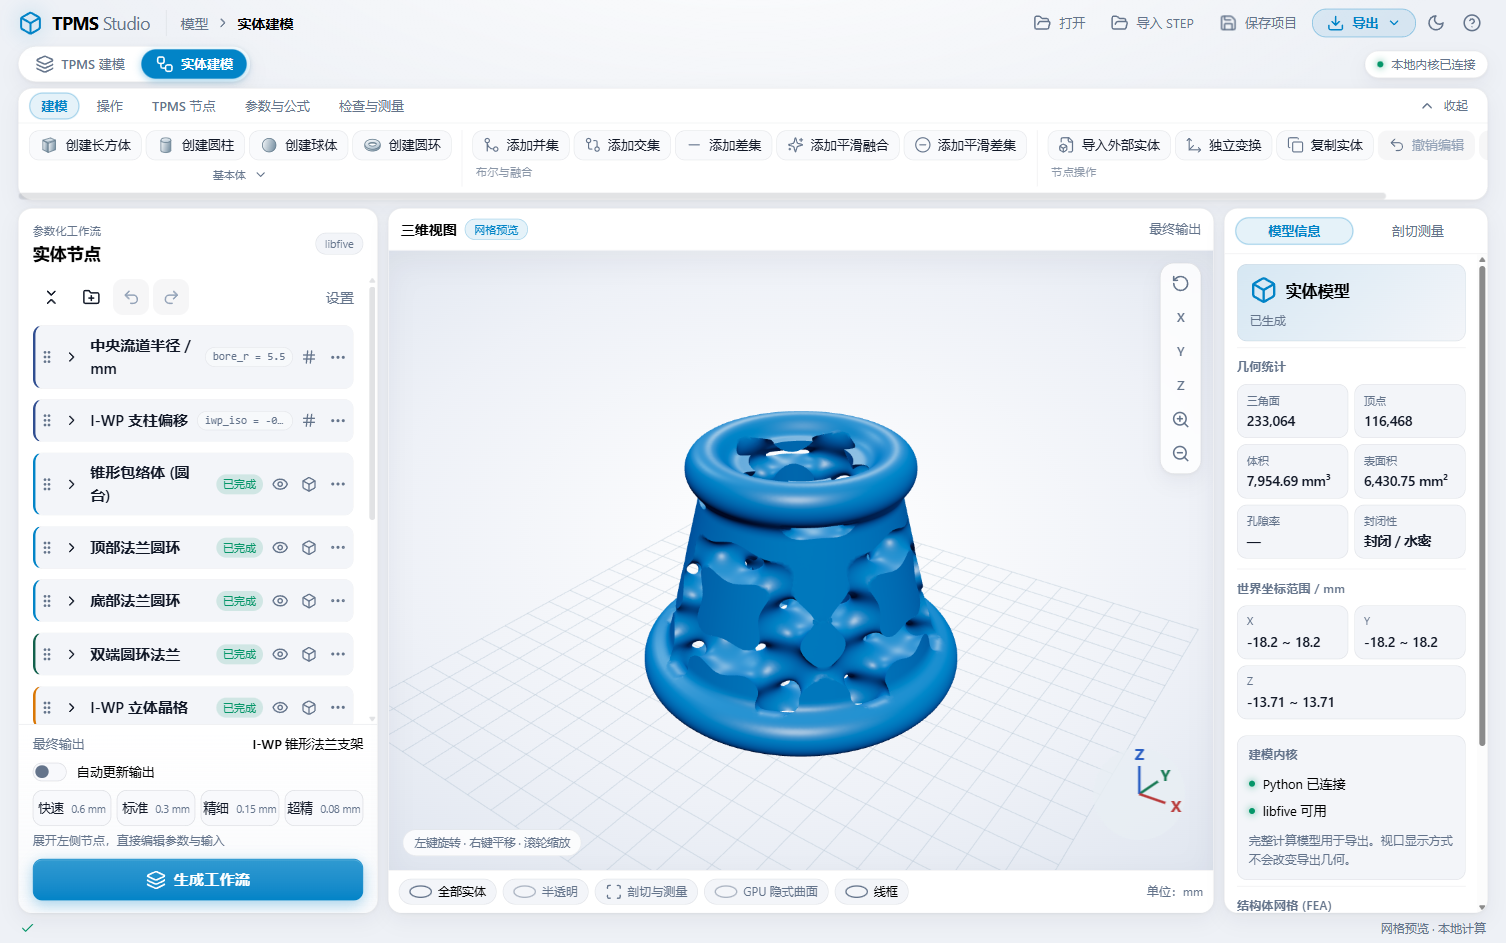 TPMS Studio 模型 > 实体建模 打开 导入 STEP 保存项目 导出
TPMS 建模 实体建模 本地内核已连接
建模 操作 TPMS 节点 参数与公式 检查与测量 收起
创建长方体 创建圆柱 创建球体 创建圆环 添加并集 添加交集 添加差集 添加平滑融合 添加平滑差集 导入外部实体 独立变换 复制实体 撤销编辑
基本体 布尔与融合 节点操作
参数化工作流
实体节点
libfive
设置
中央流道半径 / mm bore_r = 5.5
I-WP 支柱偏移 iwp_iso = -0…
锥形包络体 (圆台) 已完成
顶部法兰圆环 已完成
底部法兰圆环 已完成
双端圆环法兰 已完成
I-WP 立体晶格 已完成
最终输出 I-WP 锥形法兰支架
自动更新输出
快速 0.6 mm 标准 0.3 mm 精细 0.15 mm 超精 0.08 mm
展开左侧节点，直接编辑参数与输入
生成工作流
三维视图 网格预览 最终输出
X
Y
Z
Z
Y
X
左键旋转 · 右键平移 · 滚轮缩放
全部实体 半透明 剖切与测量 GPU 隐式曲面 线框 单位：mm
模型信息 剖切测量
实体模型
已生成
几何统计
三角面 顶点
233,064 116,468
体积 表面积
7,954.69 mm³ 6,430.75 mm²
孔隙率 封闭性
— 封闭 / 水密
世界坐标范围 / mm
X Y
-18.2 ~ 18.2 -18.2 ~ 18.2
Z
-13.71 ~ 13.71
建模内核
Python 已连接
libfive 可用
完整计算模型用于导出。视口显示方式
不会改变导出几何。
结构体网格 (FEA)
网格预览 · 本地计算